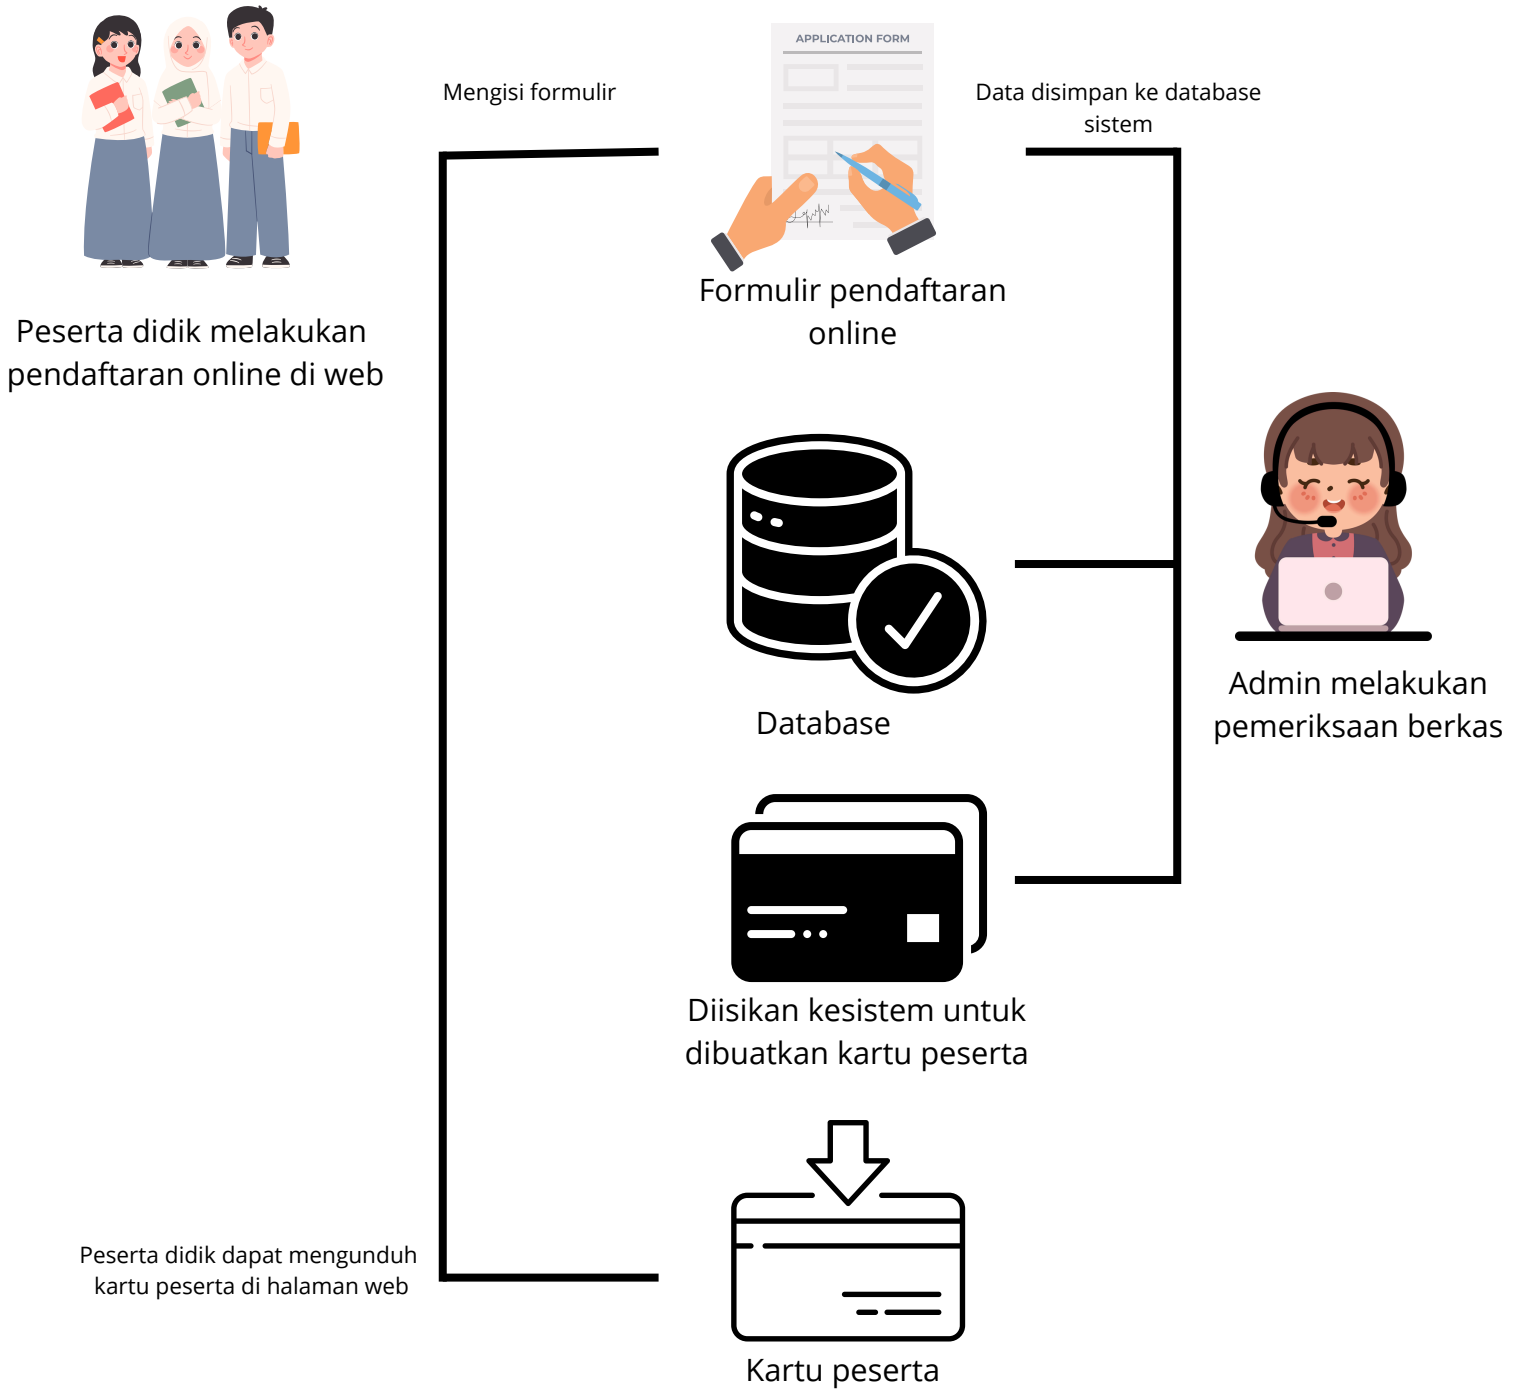 APPLICATION FORM
Mengisi formulir
Data disimpan ke database
sistem
Formulir pendaftaran
online
Peserta didik melakukan
pendaftaran online di web
Database
Admin melakukan
pemeriksaan berkas
Diisikan kesistem untuk
dibuatkan kartu peserta
Peserta didik dapat mengunduh
kartu peserta di halaman web
Kartu peserta